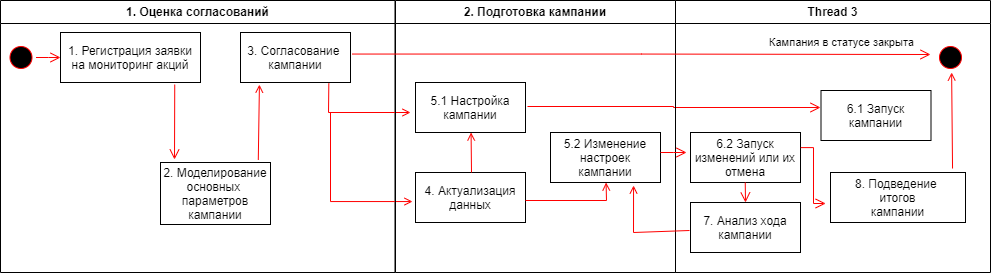 1. Оценка согласований
2. Подготовка кампании
Thread 3
1. Регистрация заявки
на мониторинг акций
3. Согласование
кампании
Кампания в статусе закрыта
5.1 Настройка
кампании
6.1 Запуск
кампании
5.2 Изменение
настроек
кампании
6.2 Запуск
изменений или их
отмена
2. Моделирование
основных
параметров
кампании
4. Актуализация
данных
8. Подведение
итогов
кампании
7. Анализ хода
кампании